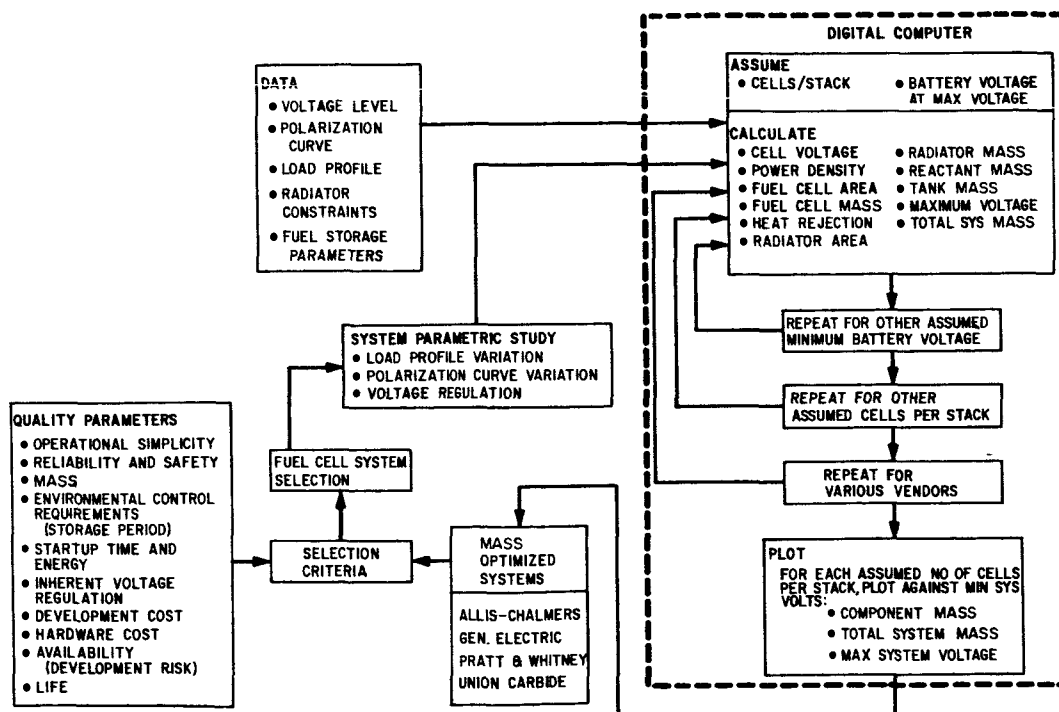 DIGITAL COMPUTER
DATA
• VOLTAGE LEVEL
• POLARIZATION
CURVE
• LOAD PROFILE
• RADIATOR
CONSTRAINTS
• FUEL STORAGE
PARAMETERS
ASSUME
• CELLS/STACK
• BATTERY VOLTAGE
AT MAX VOLTAGE
CALCULATE
• CELL VOLTAGE
• POWER DENSITY
• FUEL CELL AREA
• FUEL CELL MASS
• HEAT REJECTION
• RADIATOR AREA
• RADIATOR MASS
• REACTANT MASS
• TANK MASS
• MAXIMUM VOLTAGE
• TOTAL SYS MASS
REPEAT FOR OTHER ASSUMED
MINIMUM BATTERY VOLTAGE
REPEAT FOR OTHER
ASSUMED CELLS PER STACK
REPEAT FOR
VARIOUS VENDORS
PLOT
FOR EACH ASSUMED NO OF CELLS
PER STACK, PLOT AGAINST MIN SYS
VOLTS:
• COMPONENT MASS
• TOTAL SYSTEM MASS
• MAX SYSTEM VOLTAGE
SYSTEM PARAMETRIC STUDY
• LOAD PROFILE VARIATION
• POLARIZATION CURVE VARIATION
• VOLTAGE REGULATION
QUALITY PARAMETERS
• OPERATIONAL SIMPLICITY
• RELIABILITY AND SAFETY
• MASS
• ENVIRONMENTAL CONTROL
REQUIREMENTS
(STORAGE PERIOD)
• STARTUP TIME AND
ENERGY
• INHERENT VOLTAGE
REGULATION
• DEVELOPMENT COST
• HARDWARE COST
• AVAILABILITY
(DEVELOPMENT RISK)
• LIFE
FUEL CELL SYSTEM
SELECTION
SELECTION
CRITERIA
MASS
OPTIMIZED
SYSTEMS
ALLIS-CHALMERS
GEN. ELECTRIC
PRATT & WHITNEY
UNION CARBIDE